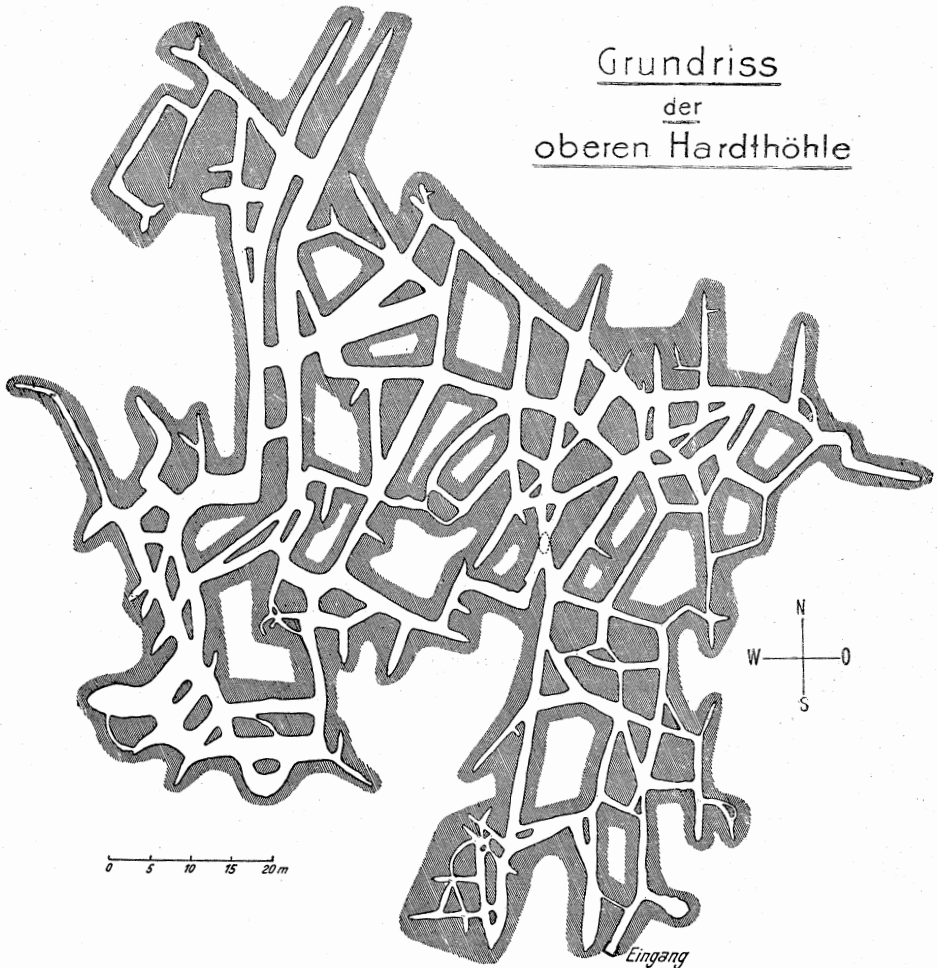 Grundriss
der
oberen Hardthöhle
N
W O
S
0 5 10 15 20 m
Eingang